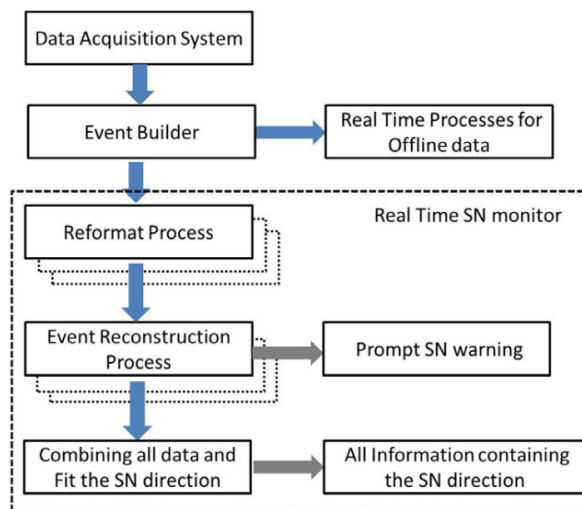 Data Acquisition System
Event Builder
Real Time Processes for
Offline data
Real Time SN monitor
Reformat Process
Event Reconstruction
Process
Prompt SN warning
Combining all data and
Fit the SN direction
All Information containing
the SN direction